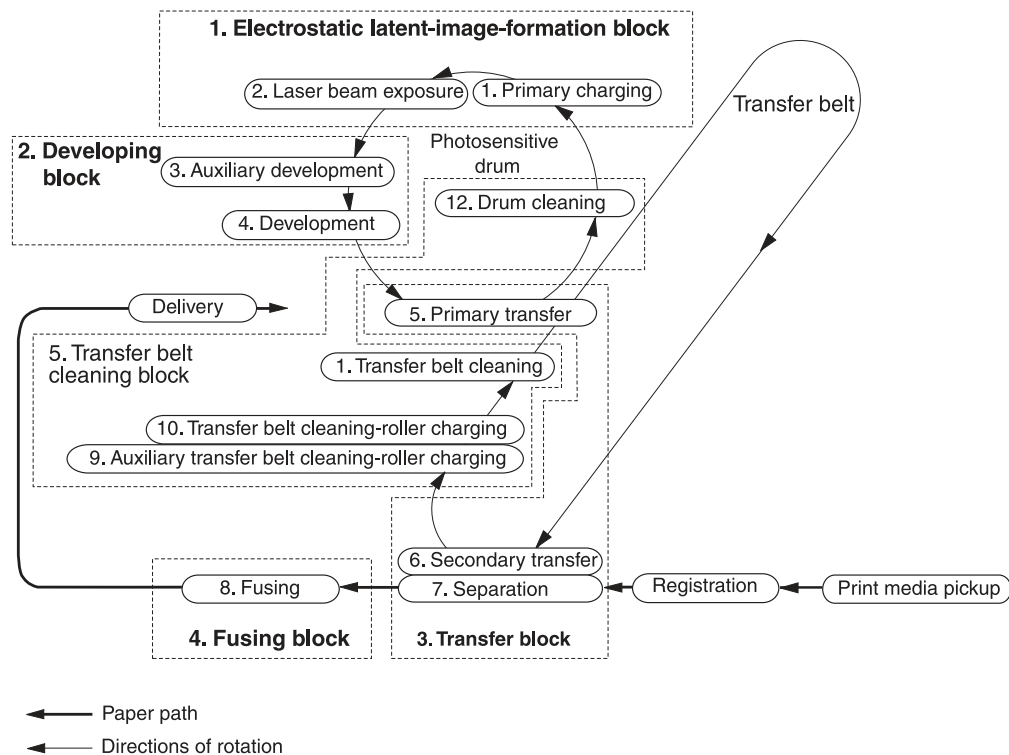 1. Electrostatic latent-image-formation block
2. Laser beam exposure
1. Primary charging
Transfer belt
Photosensitive
drum
2. Developing
block
3. Auxiliary development
4. Development
12. Drum cleaning
Delivery
5. Primary transfer
5. Transfer belt
cleaning block
1. Transfer belt cleaning
10. Transfer belt cleaning-roller charging
9. Auxiliary transfer belt cleaning-roller charging
6. Secondary transfer
7. Separation
8. Fusing
Registration
Print media pickup
4. Fusing block
3. Transfer block
Paper path
Directions of rotation